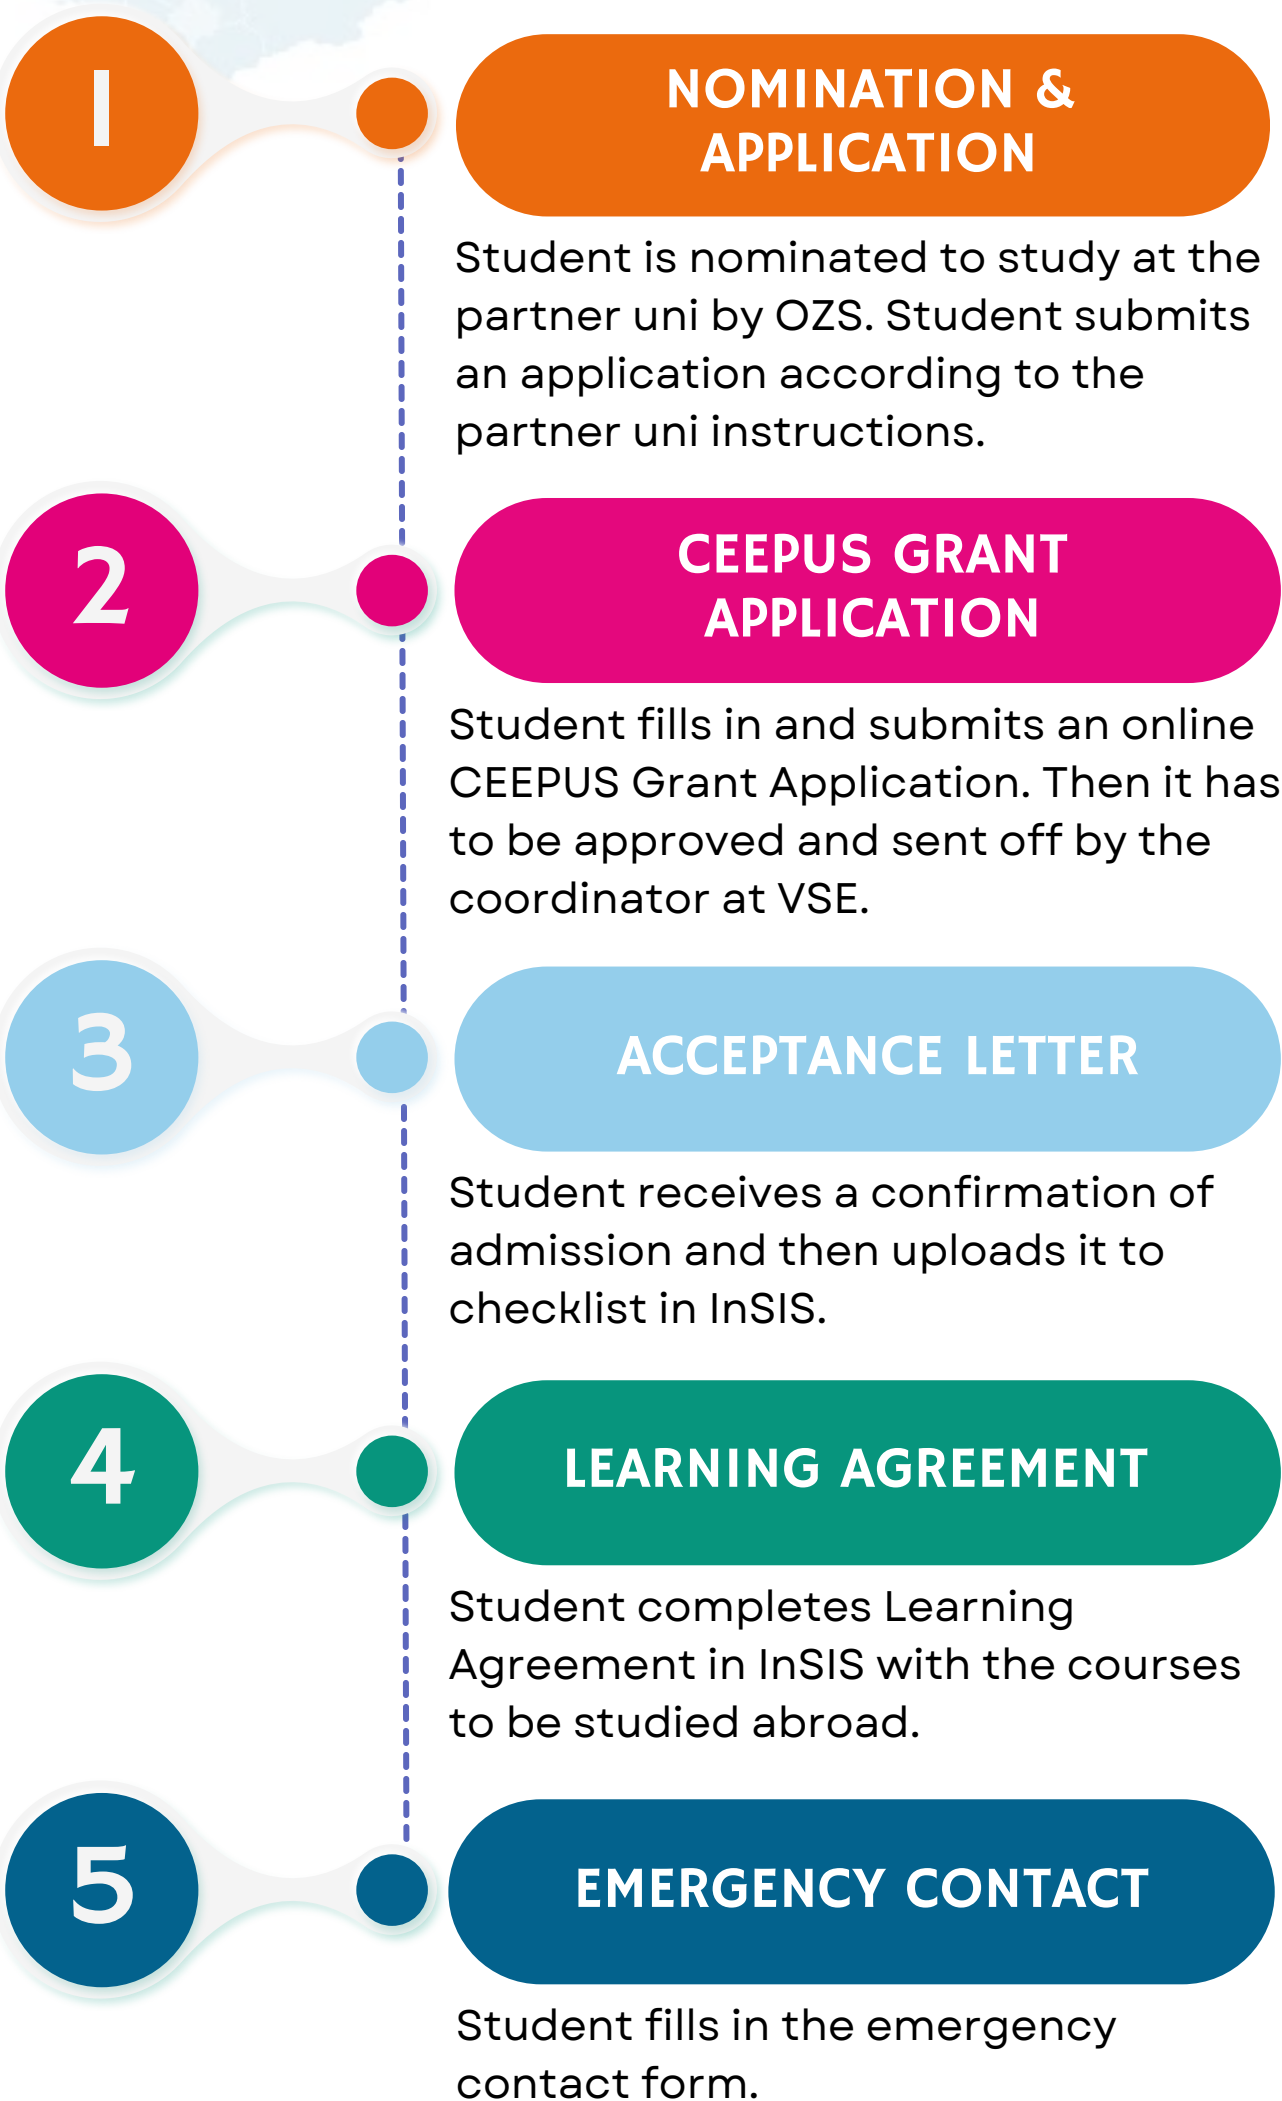 1
NOMINATION &
APPLICATION
Student is nominated to study at the
partner uni by OZS. Student submits
an application according to the
partner uni instructions.
2
CEEPUS GRANT
APPLICATION
Student fills in and submits an online
CEEPUS Grant Application. Then it has
to be approved and sent off by the
coordinator at VSE.
3
ACCEPTANCE LETTER
Student receives a confirmation of
admission and then uploads it to
checklist in InSIS.
4
LEARNING AGREEMENT
Student completes Learning
Agreement in InSIS with the courses
to be studied abroad.
5
EMERGENCY CONTACT
Student fills in the emergency
contact form.